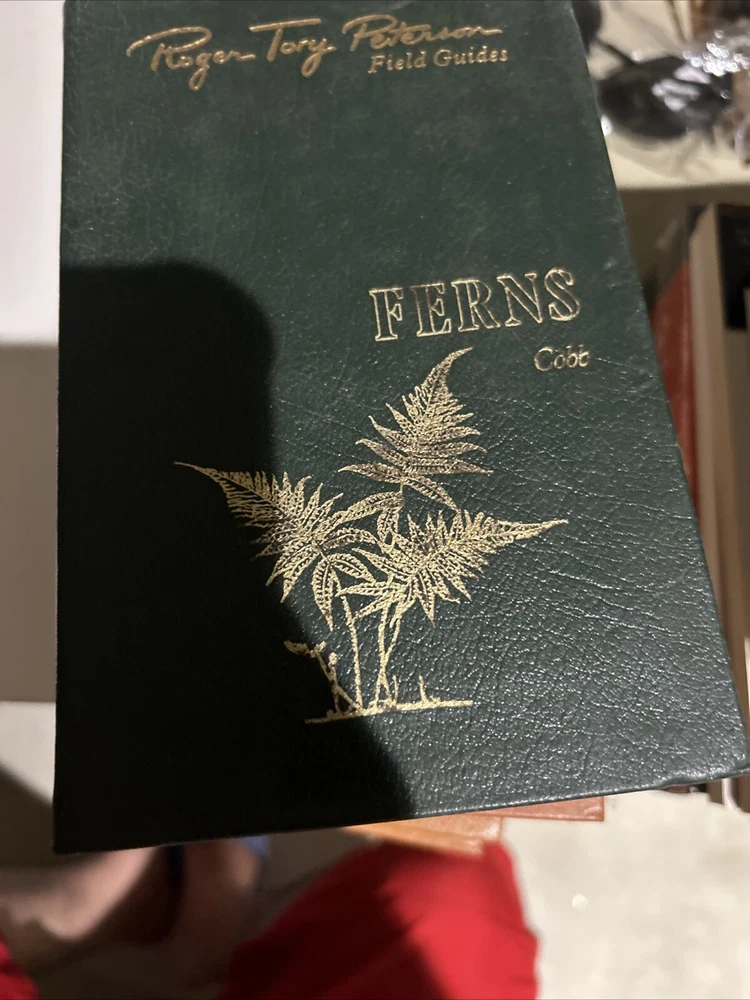 Roger Tory Peterson
Field Guides
FERNS
Cobb